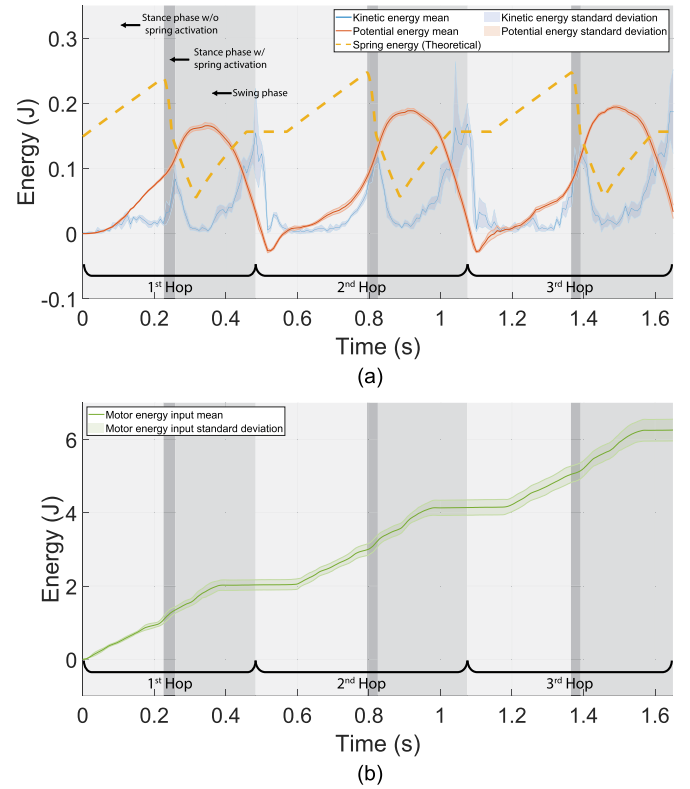 Stance phase w/o
spring activation
Stance phase w/
spring activation
Swing phase
Kinetic energy mean
Potential energy mean
Spring energy (Theoretical)
Kinetic energy standard deviation
Potential energy standard deviation
Energy (J)
0.3
0.2
0.1
0
-0.1
1st Hop
2nd Hop
3rd Hop
0 0.2 0.4 0.6 0.8 1 1.2 1.4 1.6
Time (s)
(a)
Motor energy input mean
Motor energy input standard deviation
Energy (J)
6
4
2
0
1st Hop
2nd Hop
3rd Hop
0 0.2 0.4 0.6 0.8 1 1.2 1.4 1.6
Time (s)
(b)